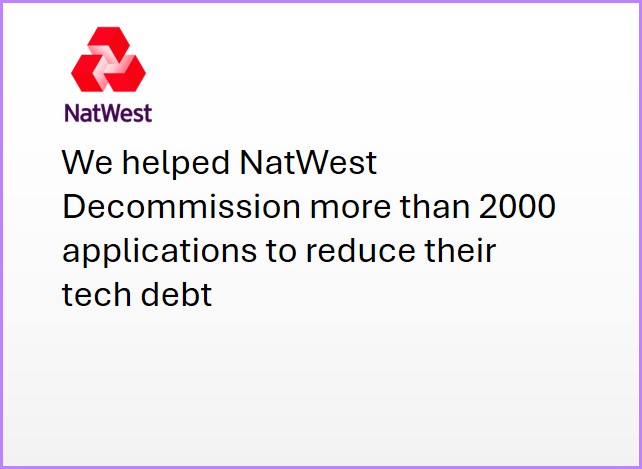 NatWest
We helped NatWest
Decommission more than 2000
applications to reduce their
tech debt